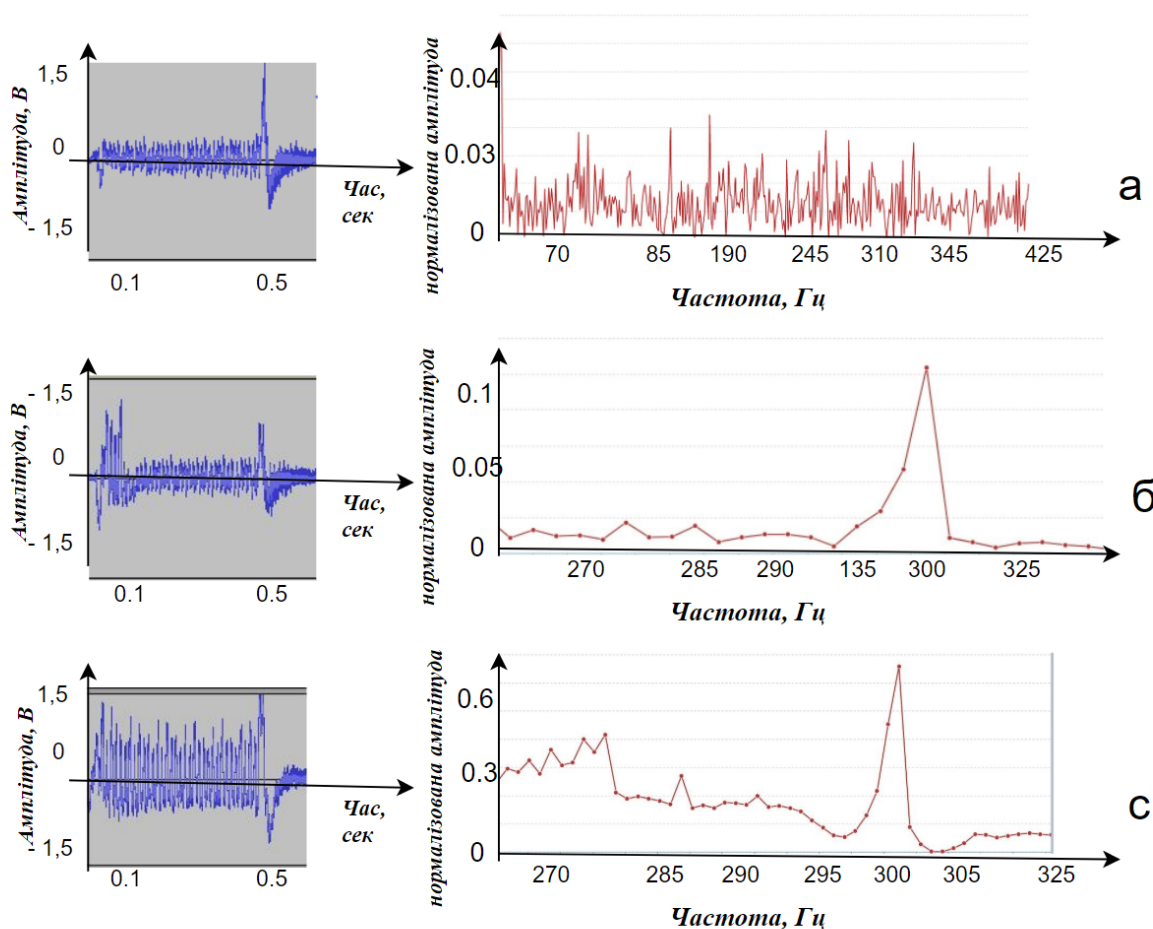 Амплітуда, В
1,5
0
- 1,5
0.1
0.5
Час,
сек
нормалізована амплітуда
0.04
0.03
0
70
85
190
245
310
345
425
Частота, Гц
а
Амплітуда, В
- 1,5
0
- 1,5
0.1
0.5
Час,
сек
нормалізована амплітуда
0.1
0.05
0
270
285
290
135
300
325
Частота, Гц
б
Амплітуда, В
1,5
0
1,5
0.1
0.5
Час,
сек
нормалізована амплітуда
0.6
0.3
0
270
285
290
295
300
305
325
Частота, Гц
с